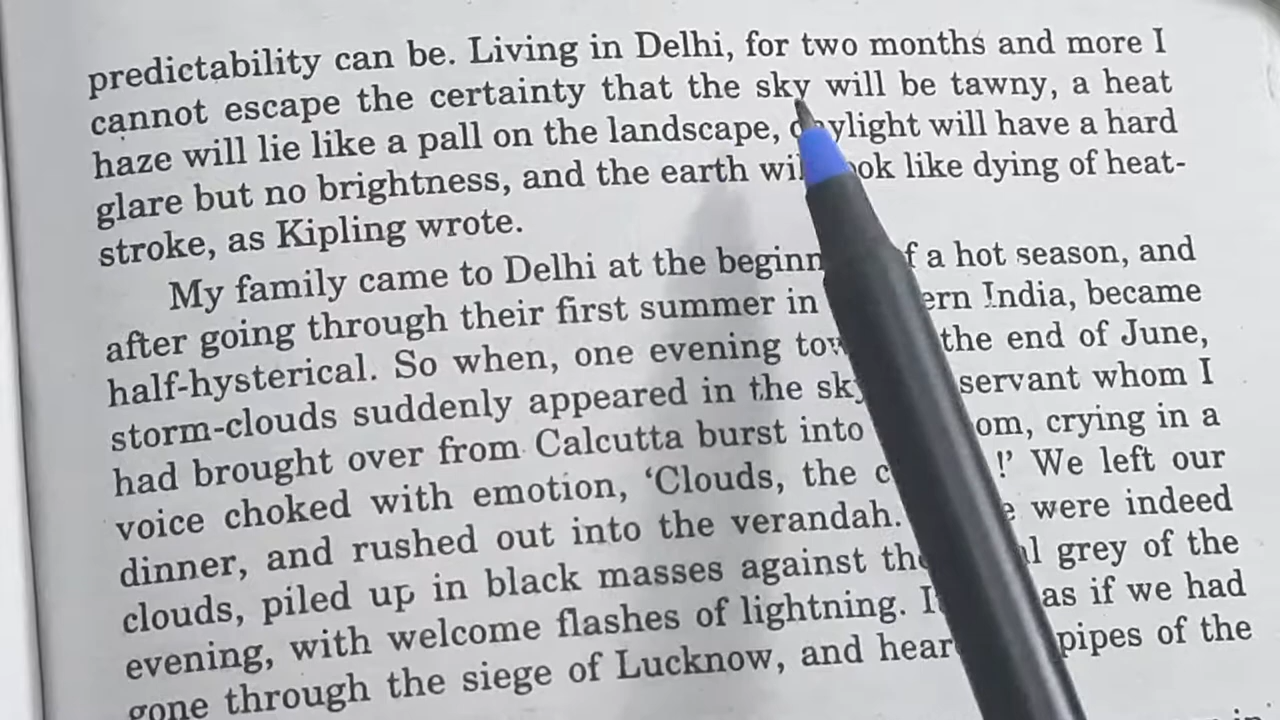 predictability can be. Living in Delhi, for two months and more I
cannot escape the certainty that the sky will be tawny, a heat
haze will lie like a pall on the landscape, daylight will have a hard
glare but no brightness, and the earth will look like dying of heat-
stroke, as Kipling wrote.
My family came to Delhi at the beginn f a hot season, and
after going through their first summer in ern India, became
half-hysterical. So when, one evening tow the end of June,
storm-clouds suddenly appeared in the sky servant whom I
had brought over from Calcutta burst into om, crying in a
voice choked with emotion, ‘Clouds, the c !’ We left our
dinner, and rushed out into the verandah. e were indeed
clouds, piled up in black masses against the l grey of the
evening, with welcome flashes of lightning. I as if we had
gone through the siege of Lucknow, and hear pipes of the